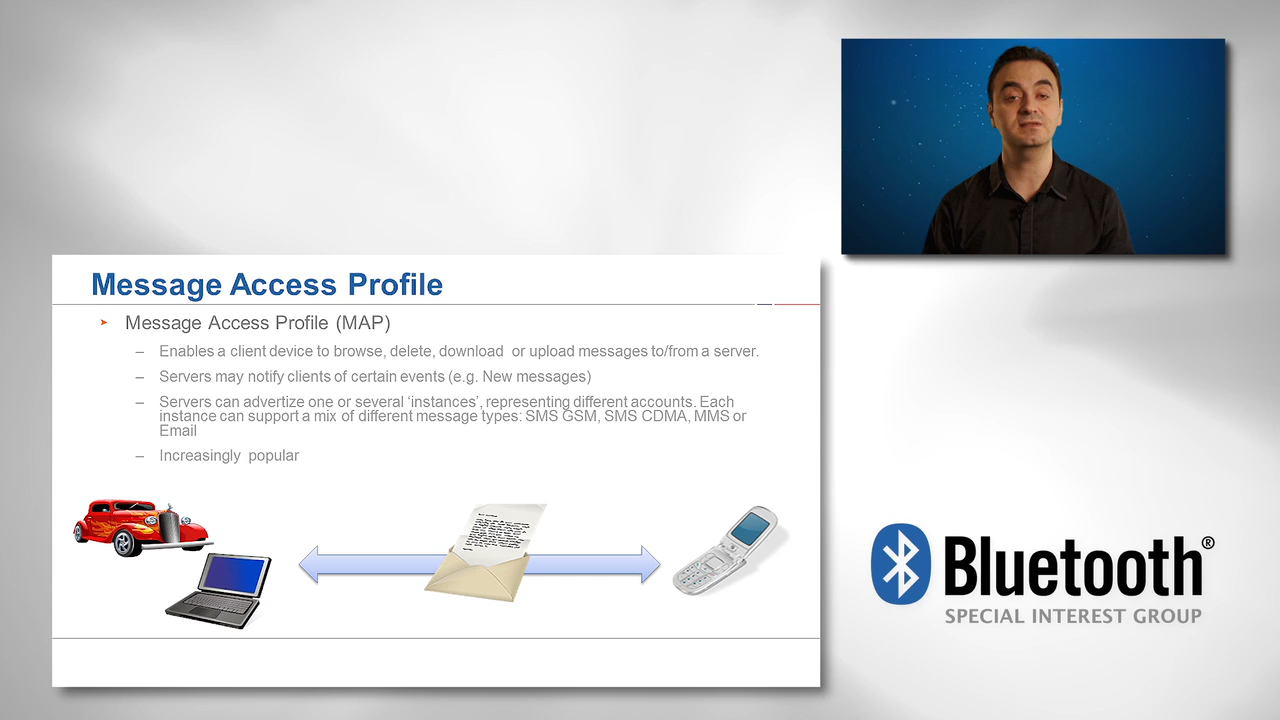 Message Access Profile
➤ Message Access Profile (MAP)
– Enables a client device to browse, delete, download or upload messages to/from a server.
– Servers may notify clients of certain events (e.g. New messages)
– Servers can advertize one or several ‘instances’, representing different accounts. Each
instance can support a mix of different message types: SMS GSM, SMS CDMA, MMS or
Email
– Increasingly popular
Bluetooth®
SPECIAL INTEREST GROUP